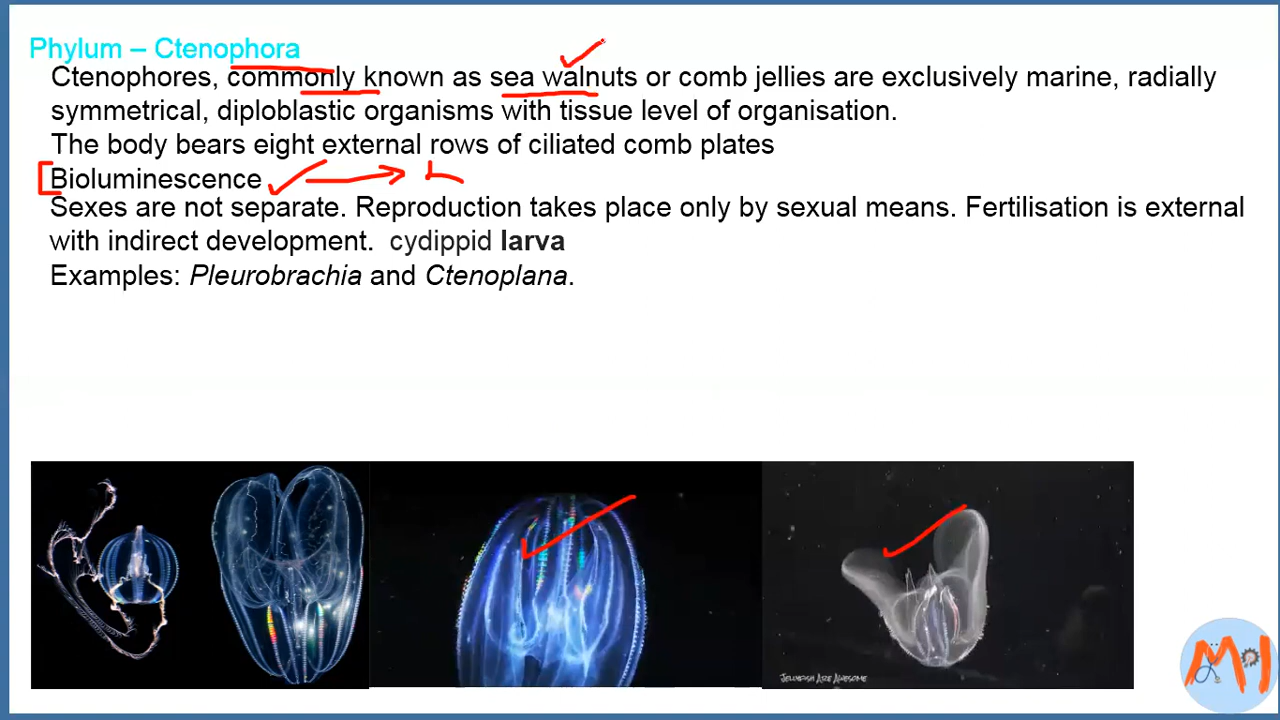 Phylum – Ctenophora
Ctenophores, commonly known as sea walnuts or comb jellies are exclusively marine, radially
symmetrical, diploblastic organisms with tissue level of organisation.
The body bears eight external rows of ciliated comb plates
Bioluminescence
Sexes are not separate. Reproduction takes place only by sexual means. Fertilisation is external
with indirect development. cydippid larva
Examples: Pleurobrachia and Ctenoplana.
Jellyfish Are Awesome
MI